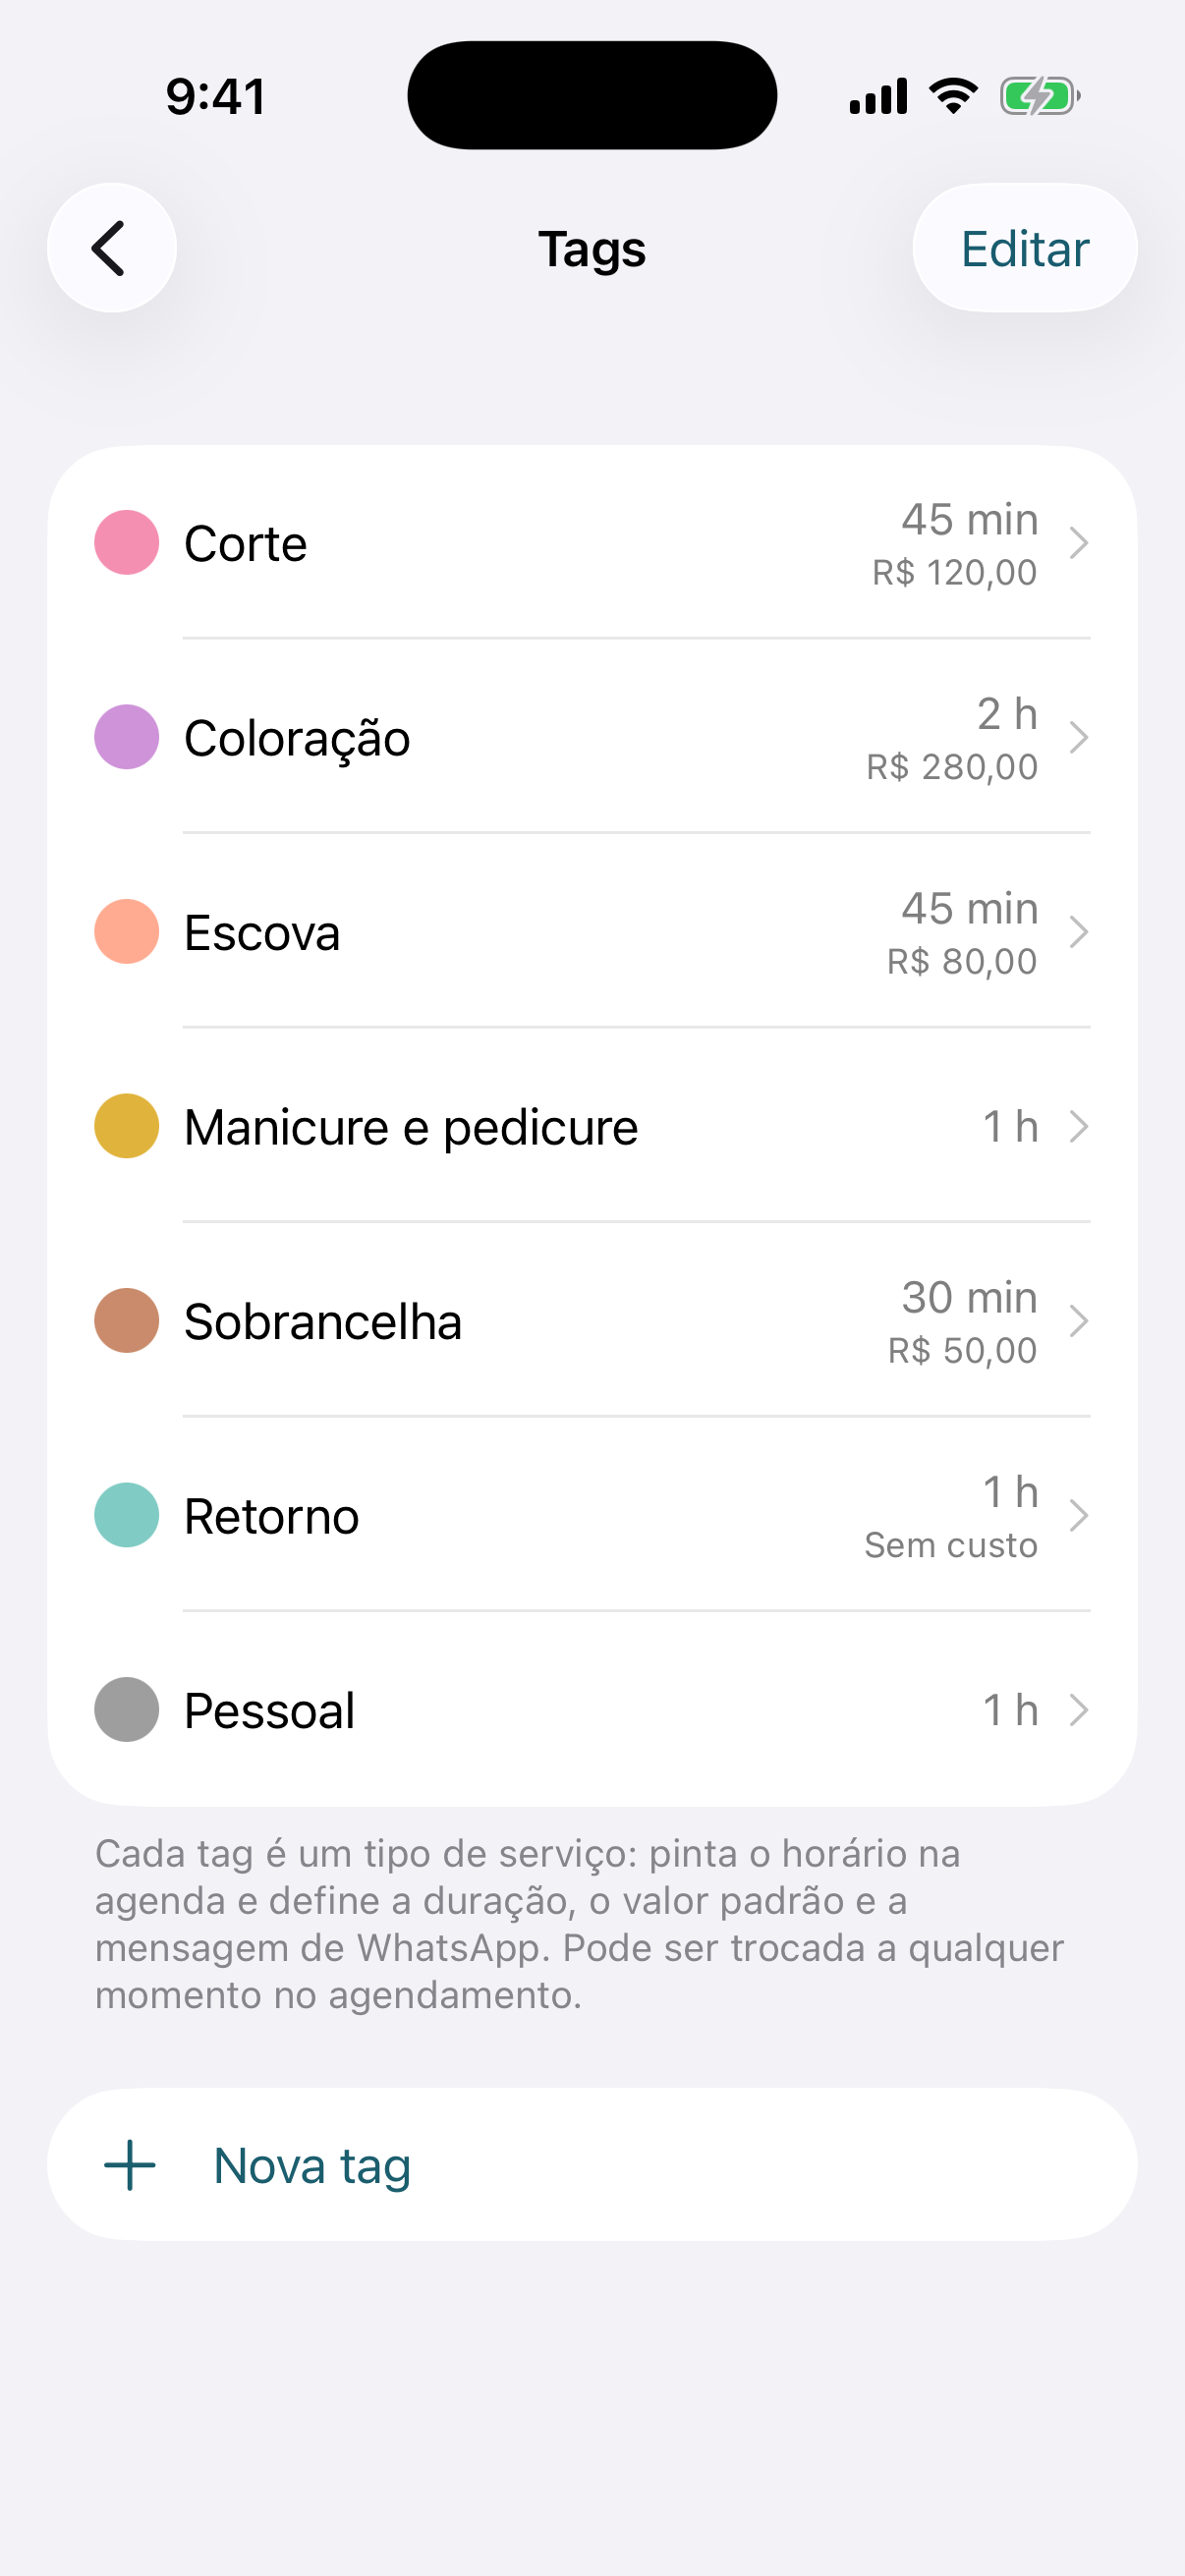 9:41
Tags
Editar
Corte
45 min
R$ 120,00
Coloração
2 h
R$ 280,00
Escova
45 min
R$ 80,00
Manicure e pedicure
1 h
Sobrancelha
30 min
R$ 50,00
Retorno
1 h
Sem custo
Pessoal
1 h
Cada tag é um tipo de serviço: pinta o horário na
agenda e define a duração, o valor padrão e a
mensagem de WhatsApp. Pode ser trocada a qualquer
momento no agendamento.
Nova tag